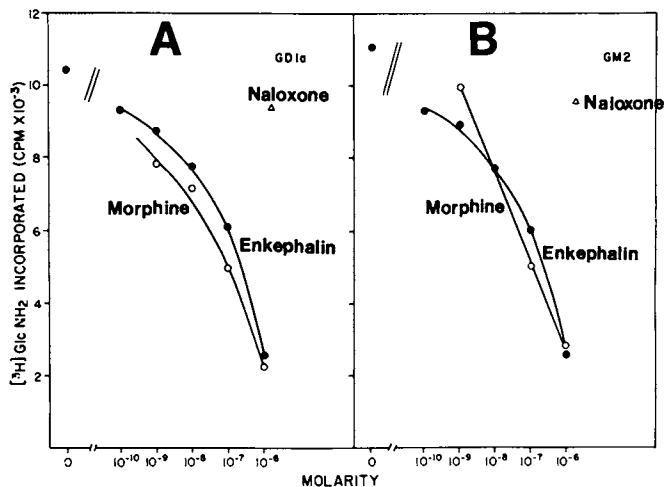 12
10
8
6
4
2
[³H] Glc NH₂ INCORPORATED (CPM X10⁻³)
A
GD1a
Naloxone
Morphine
Enkephalin
0
10⁻¹⁰
10⁻⁹
10⁻⁸
10⁻⁷
10⁻⁶
B
GM2
Naloxone
Morphine
Enkephalin
0
10⁻¹⁰
10⁻⁹
10⁻⁸
10⁻⁷
10⁻⁶
MOLARITY